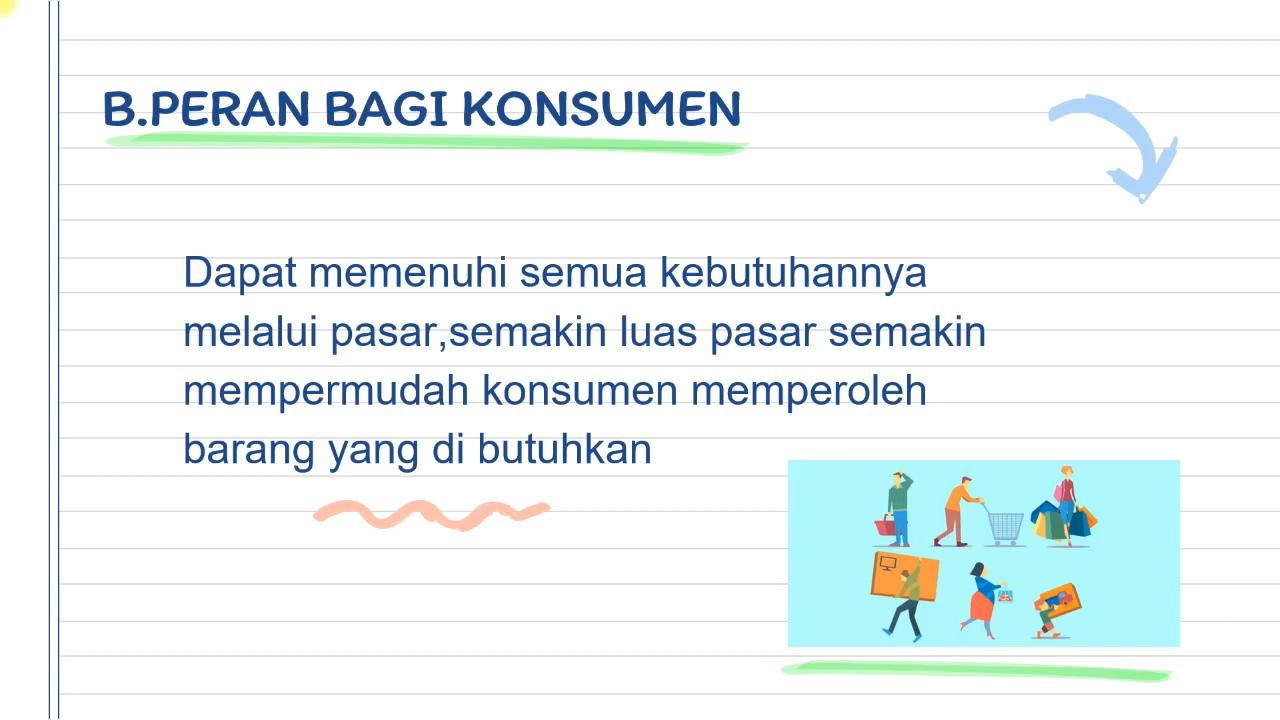 B.PERAN BAGI KONSUMEN
Dapat memenuhi semua kebutuhannya
melalui pasar,semakin luas pasar semakin
mempermudah konsumen memperoleh
barang yang di butuhkan